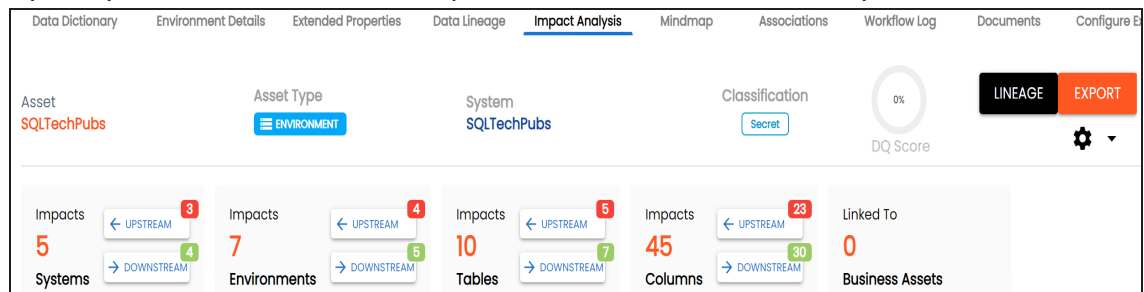 Data Dictionary Environment Details Extended Properties Data Lineage Impact Analysis Mindmap Associations Workflow Log Documents Configure
Asset Asset Type System Classification 0% LINEAGE EXPORT
SQLTechPubs ENVIRONMENT SQLTechPubs Secret
DQ Score
Impacts 3 Impacts 4 Impacts 5 Impacts 23 Linked To
← UPSTREAM ← UPSTREAM ← UPSTREAM ← UPSTREAM
5 7 10 45 0
4 5 7 30
Systems → DOWNSTREAM Environments → DOWNSTREAM Tables → DOWNSTREAM Columns → DOWNSTREAM Business Assets